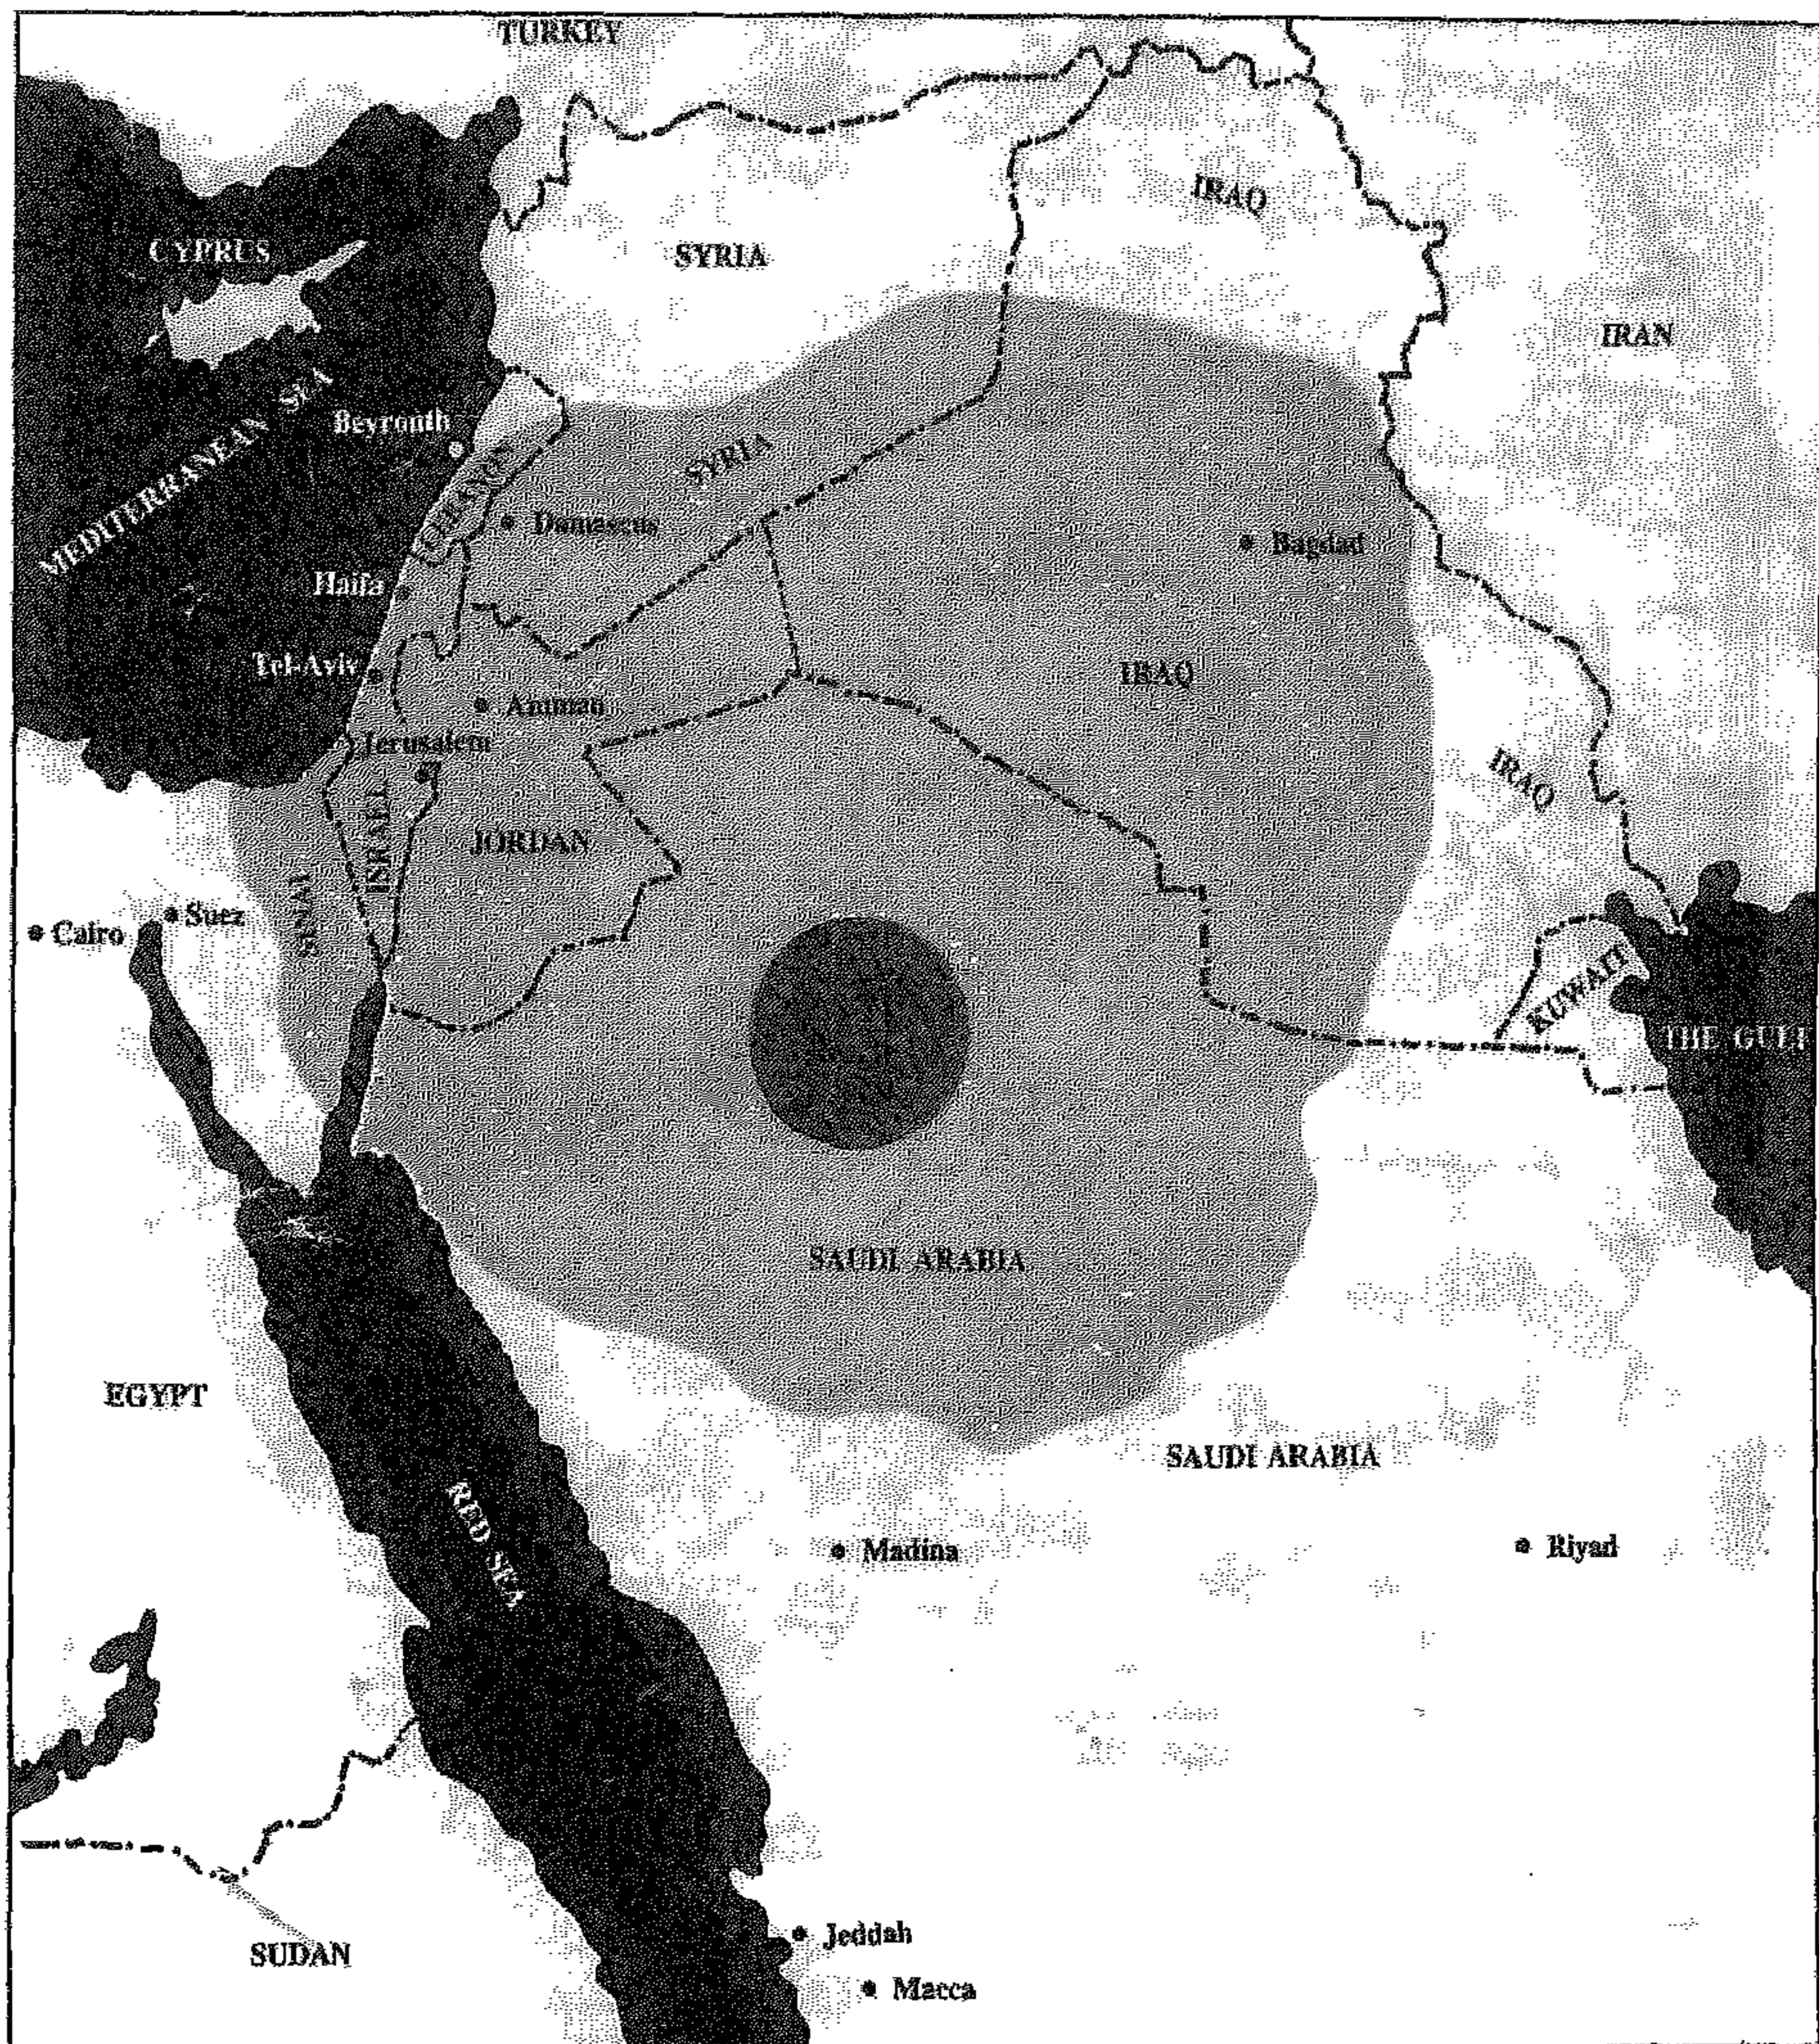 TURKEY
IRAQ
CYPRUS
SYRIA
IRAN
MEDITERRANEAN SEA
Beyrouth
SYRIA
LEBANON
Damascus
Bagdad
Haifa
Tel-Aviv
IRAQ
Amman
Jerusalem
IRAQ
ISRAEL
JORDAN
SINAI
Suez
Cairo
KUWAIT
THE GULF
SAUDI ARABIA
EGYPT
SAUDI ARABIA
RED SEA
Madina
Riyad
Jeddah
SUDAN
Macca